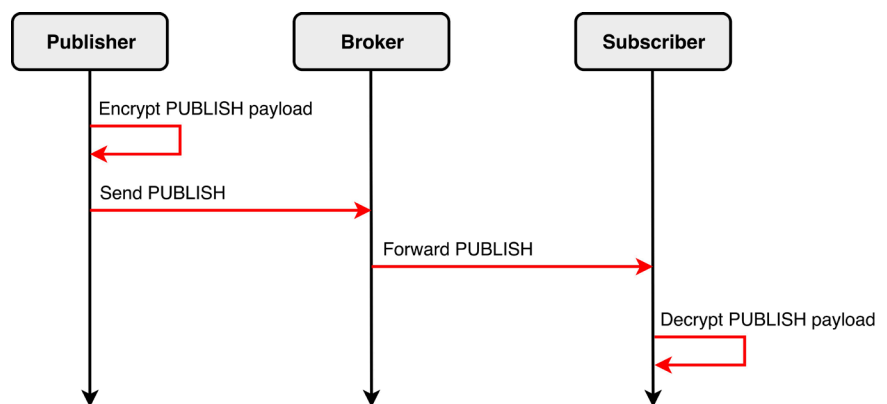 Publisher
Broker
Subscriber
Encrypt PUBLISH payload
Send PUBLISH
Forward PUBLISH
Decrypt PUBLISH payload